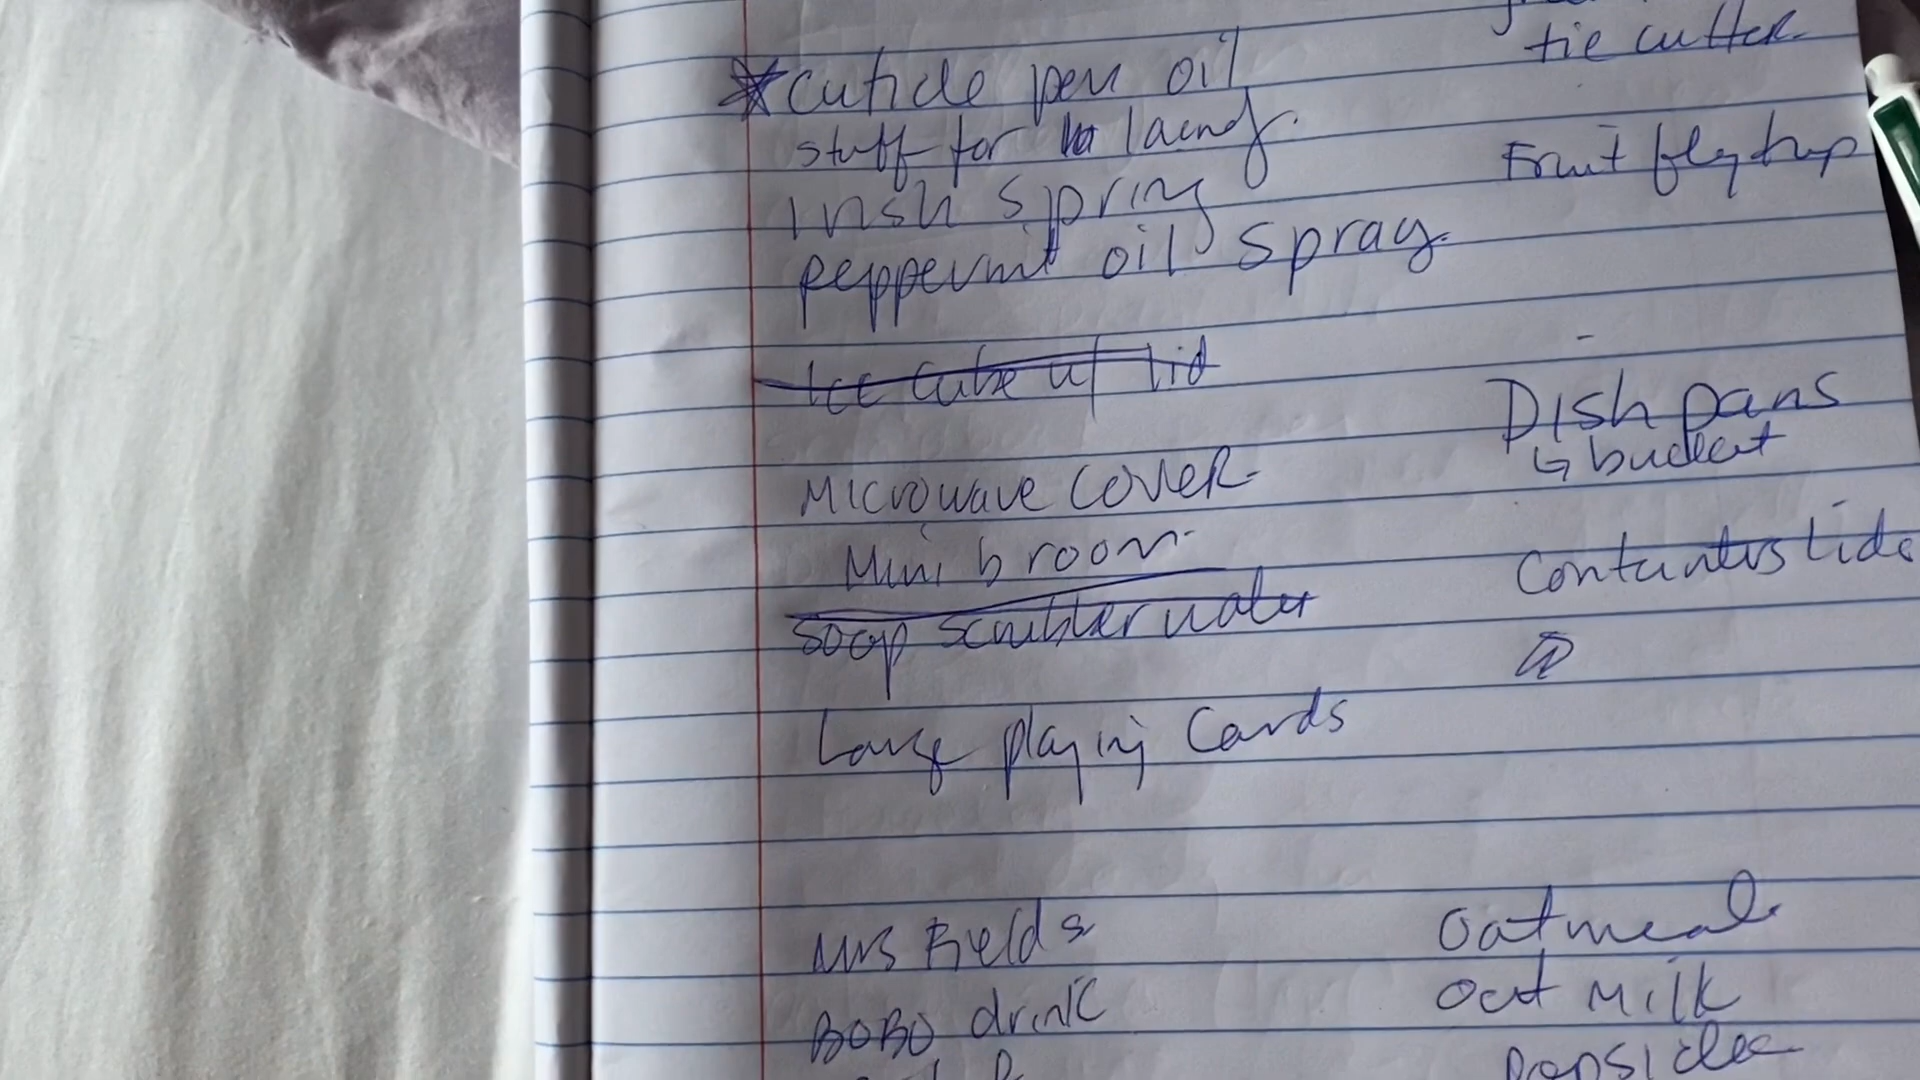 cuticle pen oil
stuff for
Irish Spring
peppermint oil spray.
Ice cube w/ lid
Microwave cover
Mini broom
soap scrubber water
Large playing cards
Mrs Fields
BOBO drink
tie cutter
Fruit fly trap
Dish pans
↳ bucket
Containers lids
Oatmeal
Oat Milk
Popsicles